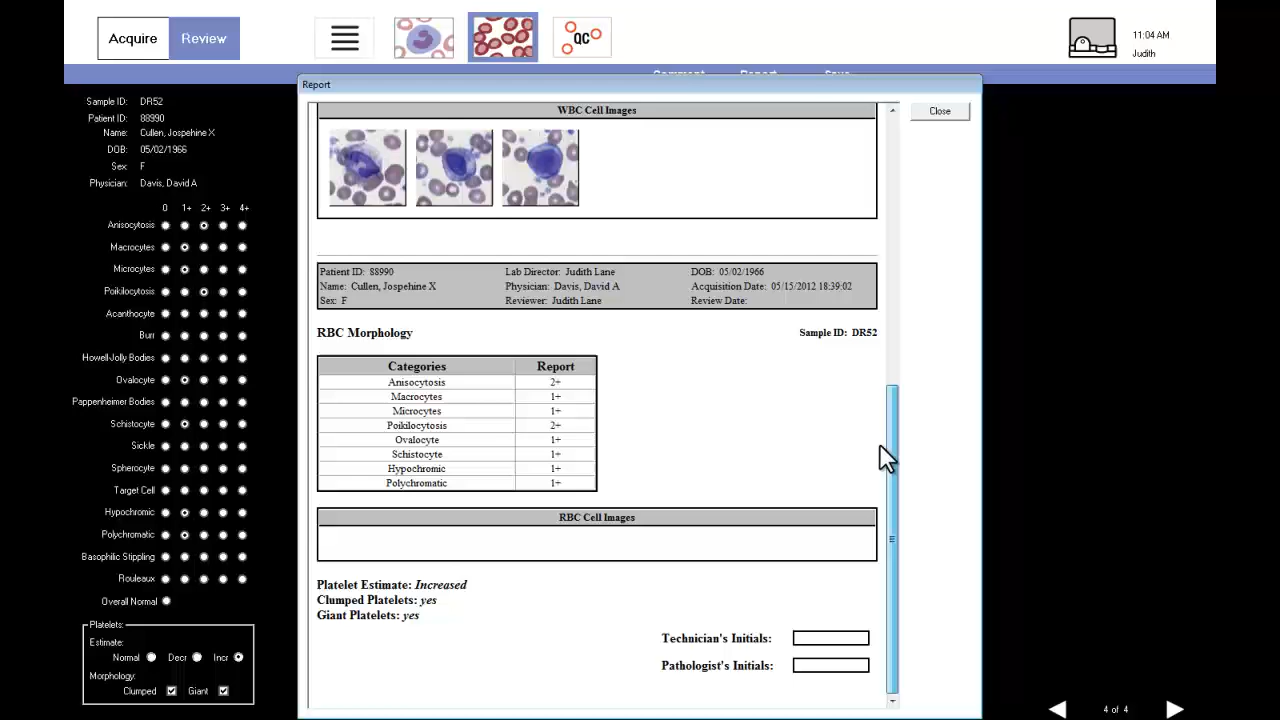 Acquire Review
QC
11:04 AM
Judith
Comment Report Save
Report
Close
Sample ID: DR52
Patient ID: 88990
Name: Cullen, Jospehine X
DOB: 05/02/1966
Sex: F
Physician: Davis, David A
0 1+ 2+ 3+ 4+
Anisocytosis
Macrocytes
Microcytes
Poikilocytosis
Acanthocyte
Burr
Howell-Jolly Bodies
Ovalocyte
Pappenheimer Bodies
Schistocyte
Sickle
Spherocyte
Target Cell
Hypochromic
Polychromatic
Basophilic Stippling
Rouleaux
Overall Normal
Platelets:
Estimate:
Normal Decr Incr
Morphology:
Clumped Giant
WBC Cell Images
Patient ID: 88990 Lab Director: Judith Lane DOB: 05/02/1966
Name: Cullen, Jospehine X Physician: Davis, David A Acquisition Date: 05/15/2012 18:39:02
Sex: F Reviewer: Judith Lane Review Date:
RBC Morphology Sample ID: DR52
Categories Report
Anisocytosis 2+
Macrocytes 1+
Microcytes 1+
Poikilocytosis 2+
Ovalocyte 1+
Schistocyte 1+
Hypochromic 1+
Polychromatic 1+
RBC Cell Images
Platelet Estimate: Increased
Clumped Platelets: yes
Giant Platelets: yes
Technician's Initials:
Pathologist's Initials:
4 of 4